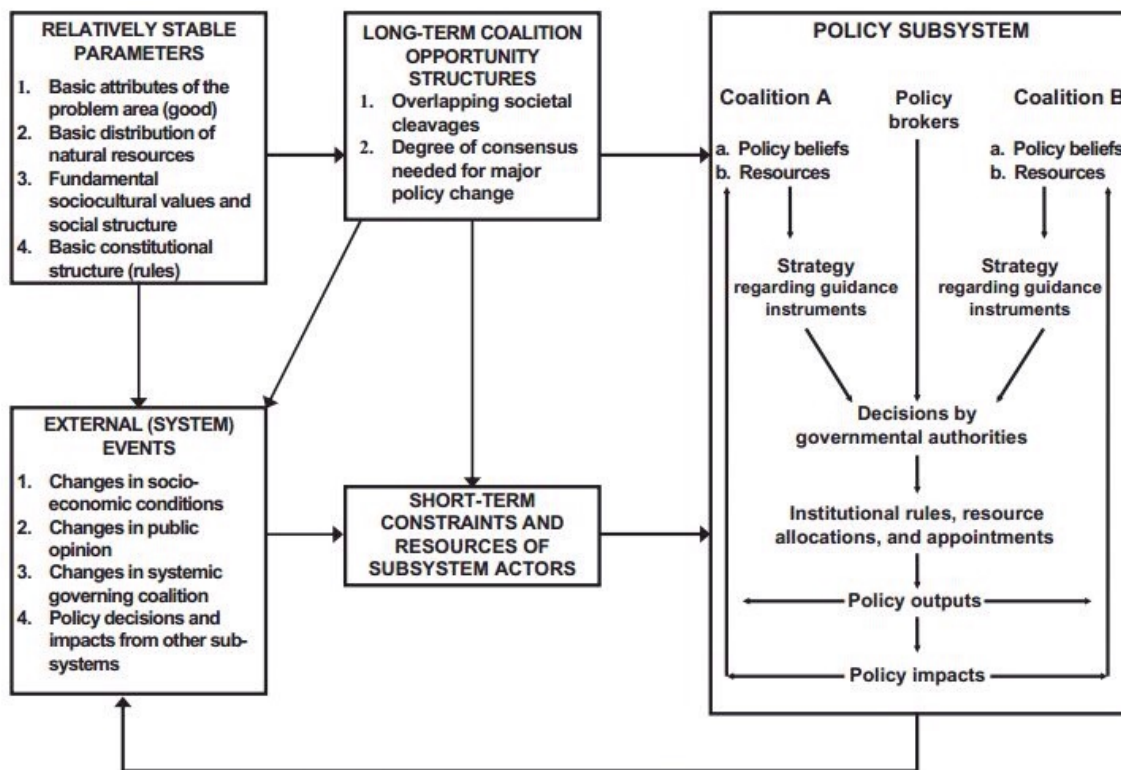 RELATIVELY STABLE
PARAMETERS
1. Basic attributes of the
problem area (good)
2. Basic distribution of
natural resources
3. Fundamental
sociocultural values and
social structure
4. Basic constitutional
structure (rules)
LONG-TERM COALITION
OPPORTUNITY
STRUCTURES
1. Overlapping societal
cleavages
2. Degree of consensus
needed for major
policy change
EXTERNAL (SYSTEM)
EVENTS
1. Changes in socio-
economic conditions
2. Changes in public
opinion
3. Changes in systemic
governing coalition
4. Policy decisions and
impacts from other sub-
systems
SHORT-TERM
CONSTRAINTS AND
RESOURCES OF
SUBSYSTEM ACTORS
POLICY SUBSYSTEM
Coalition A
a. Policy beliefs
b. Resources
Strategy
regarding guidance
instruments
Policy
brokers
Coalition B
a. Policy beliefs
b. Resources
Strategy
regarding guidance
instruments
Decisions by
governmental authorities
Institutional rules, resource
allocations, and appointments
Policy outputs
Policy impacts